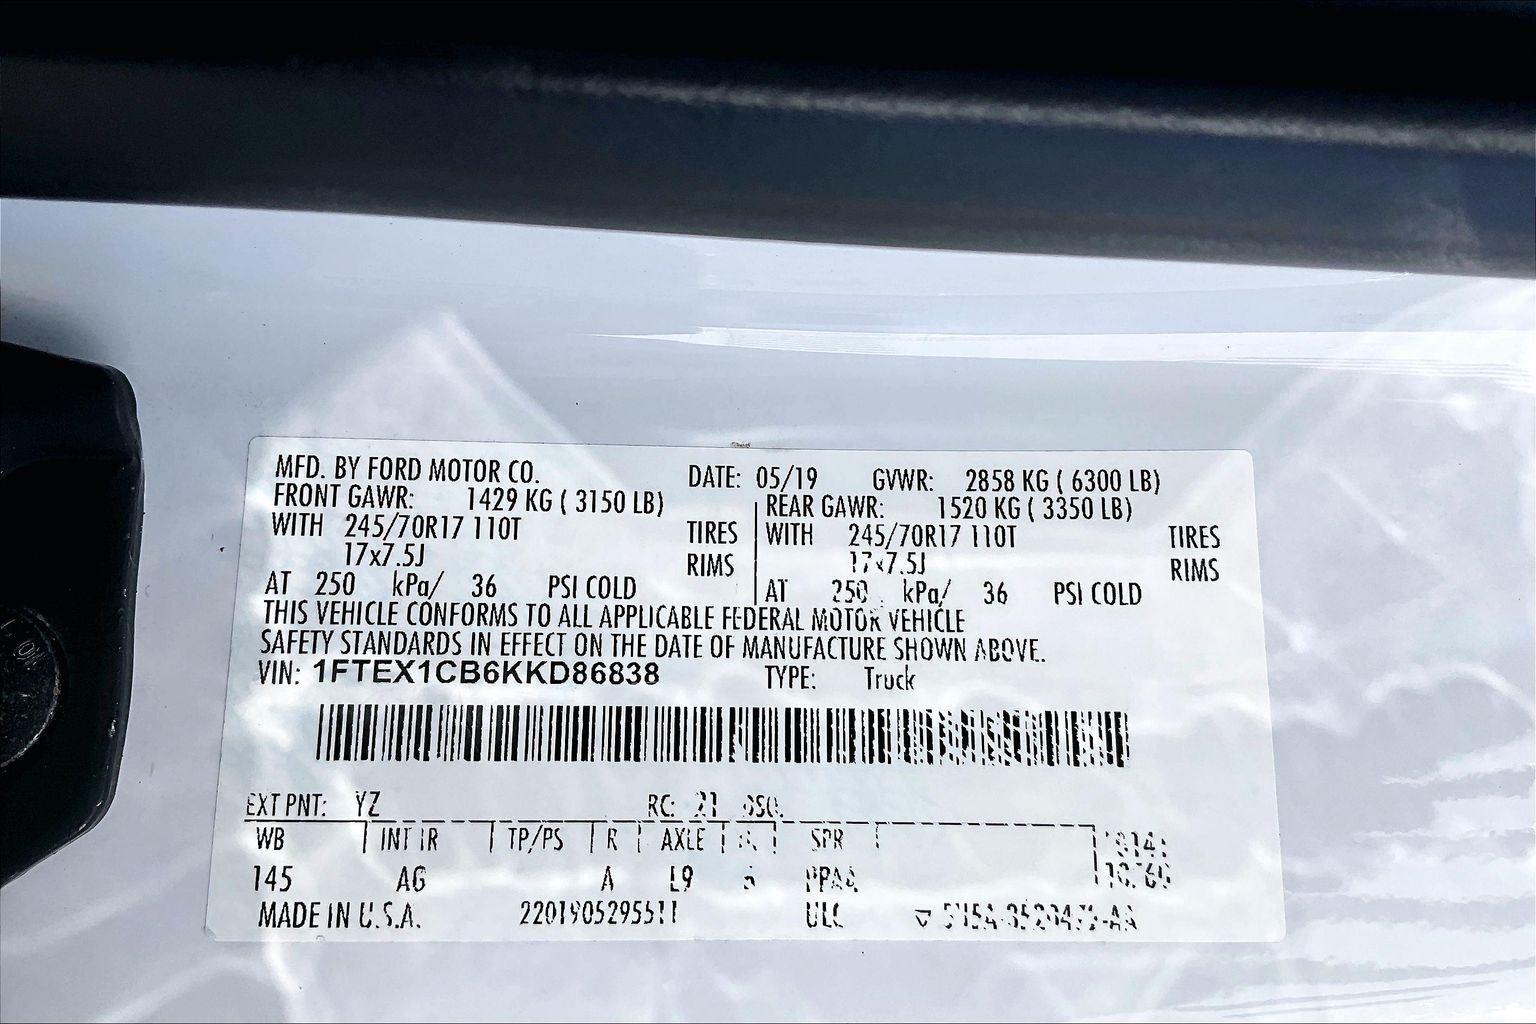 MFD. BY FORD MOTOR CO. DATE: 05/19 GVWR: 2858 KG ( 6300 LB)
FRONT GAWR: 1429 KG ( 3150 LB) REAR GAWR: 1520 KG ( 3350 LB)
WITH 245/70R17 110T TIRES WITH 245/70R17 110T TIRES
17x7.5J RIMS 17x7.5J RIMS
AT 250 kPa/ 36 PSI COLD AT 250 kPa/ 36 PSI COLD
THIS VEHICLE CONFORMS TO ALL APPLICABLE FEDERAL MOTOR VEHICLE
SAFETY STANDARDS IN EFFECT ON THE DATE OF MANUFACTURE SHOWN ABOVE.
VIN: 1FTEX1CB6KKD86838 TYPE: Truck
EXT PNT: YZ RC: 21
WB INT TR TP/PS R AXLE SPR
145 AG A L9
MADE IN U.S.A. ULC